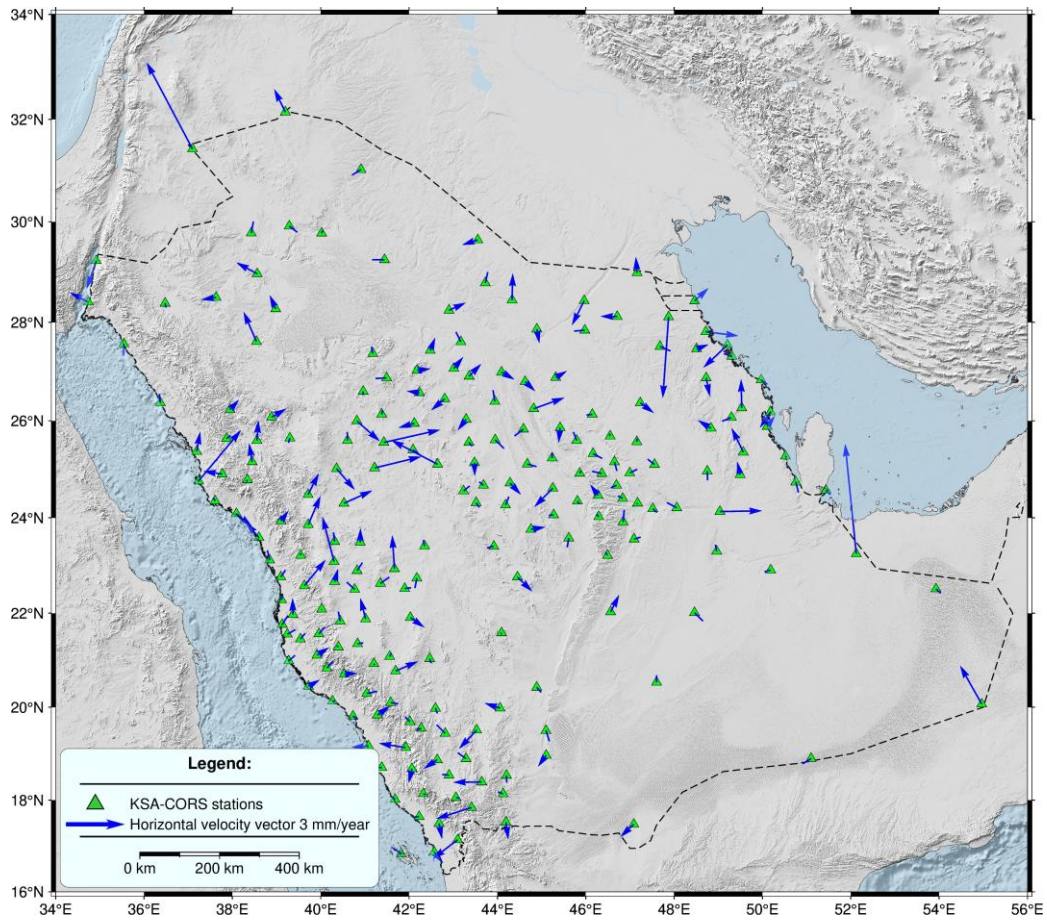 34°N
32°N
30°N
28°N
26°N
24°N
22°N
20°N
18°N
16°N
Legend:
KSA-CORS stations
Horizontal velocity vector 3 mm/year
0 km 200 km 400 km
34°E 36°E 38°E 40°E 42°E 44°E 46°E 48°E 50°E 52°E 54°E 56°E